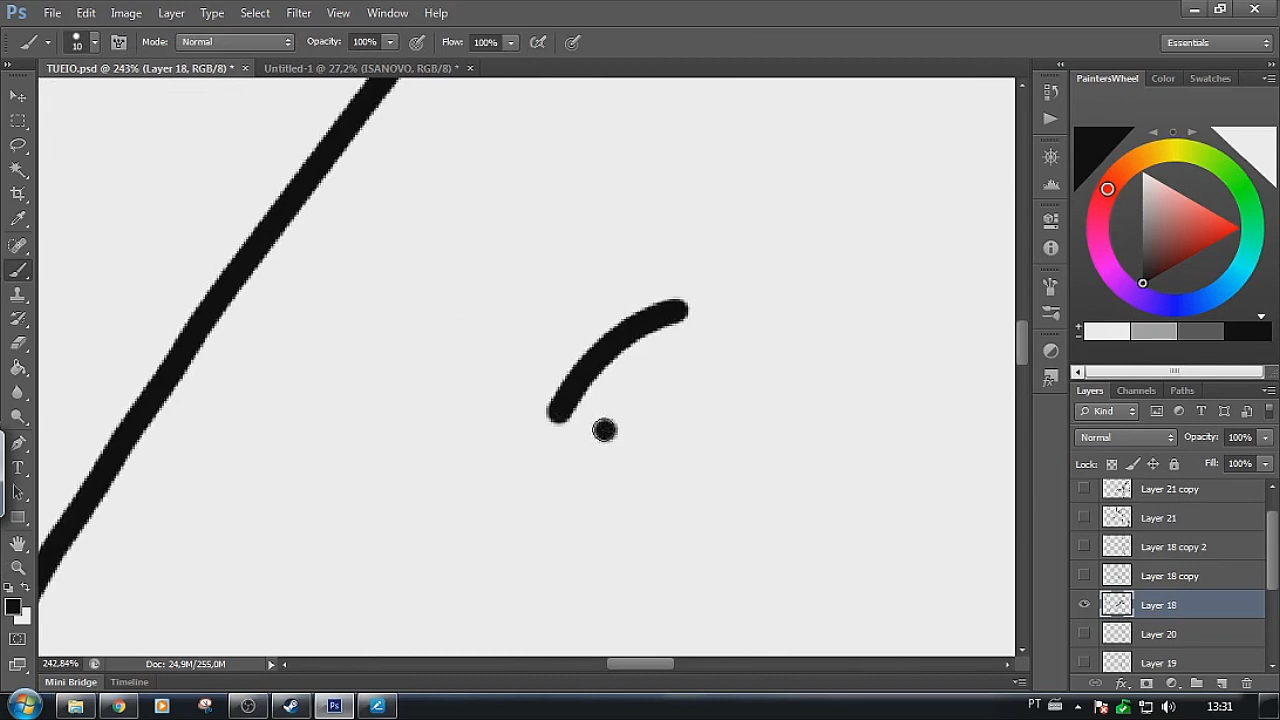 Ps File Edit Image Layer Type Select Filter View Window Help
10 Mode: Normal Opacity: 100% Flow: 100% Essentials
TUEIO.psd @ 243% (Layer 18, RGB/8) * × Untitled-1 @ 27,2% (ISANOVO, RGB/8) * ×
PaintersWheel Color Swatches
Layers Channels Paths
Kind
Normal Opacity: 100%
Lock: Fill: 100%
Layer 21 copy
Layer 21
Layer 18 copy 2
Layer 18 copy
Layer 18
Layer 20
Layer 19
242,84% Doc: 24,9M/255,0M
Mini Bridge Timeline
Ps PT 13:31